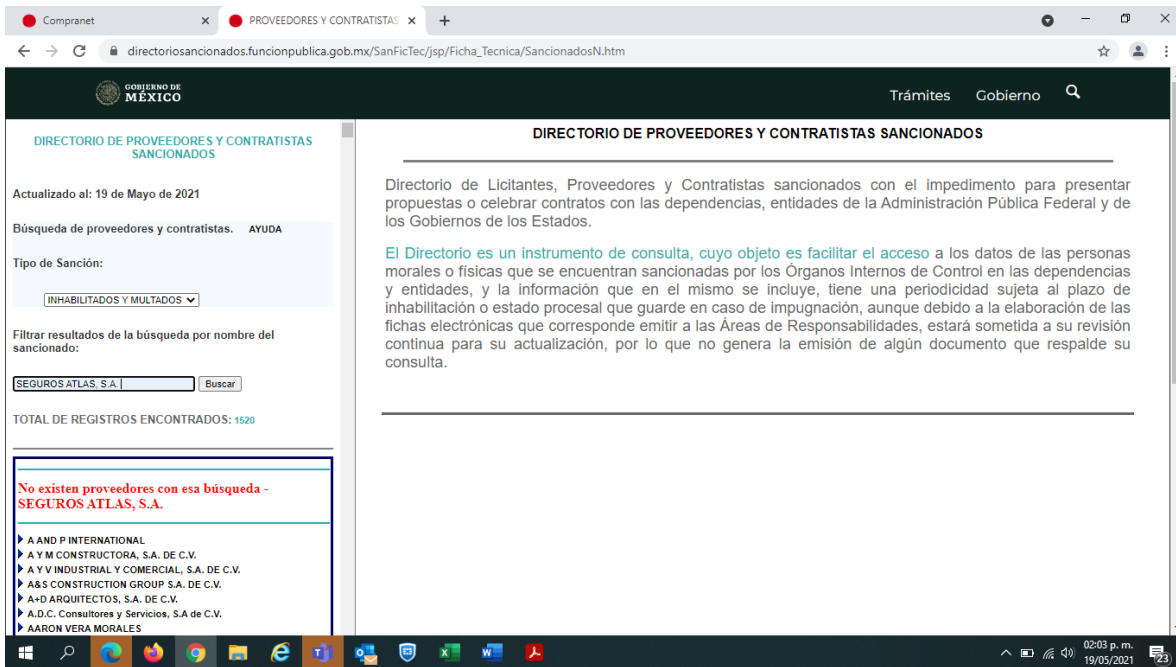 Compranet
PROVEEDORES Y CONTRATISTAS
directoriosancionados.funcionpublica.gob.mx/SanFicTec/jsp/Ficha_Tecnica/SancionadosN.htm
GOBIERNO DE
MÉXICO
Trámites Gobierno
DIRECTORIO DE PROVEEDORES Y CONTRATISTAS
SANCIONADOS
Actualizado al: 19 de Mayo de 2021
Búsqueda de proveedores y contratistas. AYUDA
Tipo de Sanción:
INHABILITADOS Y MULTADOS
Filtrar resultados de la búsqueda por nombre del
sancionado:
SEGUROS ATLAS, S.A. Buscar
TOTAL DE REGISTROS ENCONTRADOS: 1520
No existen proveedores con esa búsqueda -
SEGUROS ATLAS, S.A.
A AND P INTERNATIONAL
A Y M CONSTRUCTORA, S.A. DE C.V.
A Y V INDUSTRIAL Y COMERCIAL, S.A. DE C.V.
A&S CONSTRUCTION GROUP S.A. DE C.V.
A+D ARQUITECTOS, S.A. DE C.V.
A.D.C. Consultores y Servicios, S.A de C.V.
AARON VERA MORALES
DIRECTORIO DE PROVEEDORES Y CONTRATISTAS SANCIONADOS
Directorio de Licitantes, Proveedores y Contratistas sancionados con el impedimento para presentar
propuestas o celebrar contratos con las dependencias, entidades de la Administración Pública Federal y de
los Gobiernos de los Estados.
El Directorio es un instrumento de consulta, cuyo objeto es facilitar el acceso a los datos de las personas
morales o físicas que se encuentran sancionadas por los Órganos Internos de Control en las dependencias
y entidades, y la información que en el mismo se incluye, tiene una periodicidad sujeta al plazo de
inhabilitación o estado procesal que guarde en caso de impugnación, aunque debido a la elaboración de las
fichas electrónicas que corresponde emitir a las Áreas de Responsabilidades, estará sometida a su revisión
continua para su actualización, por lo que no genera la emisión de algún documento que respalde su
consulta.
02:03 p. m.
19/05/2021
23